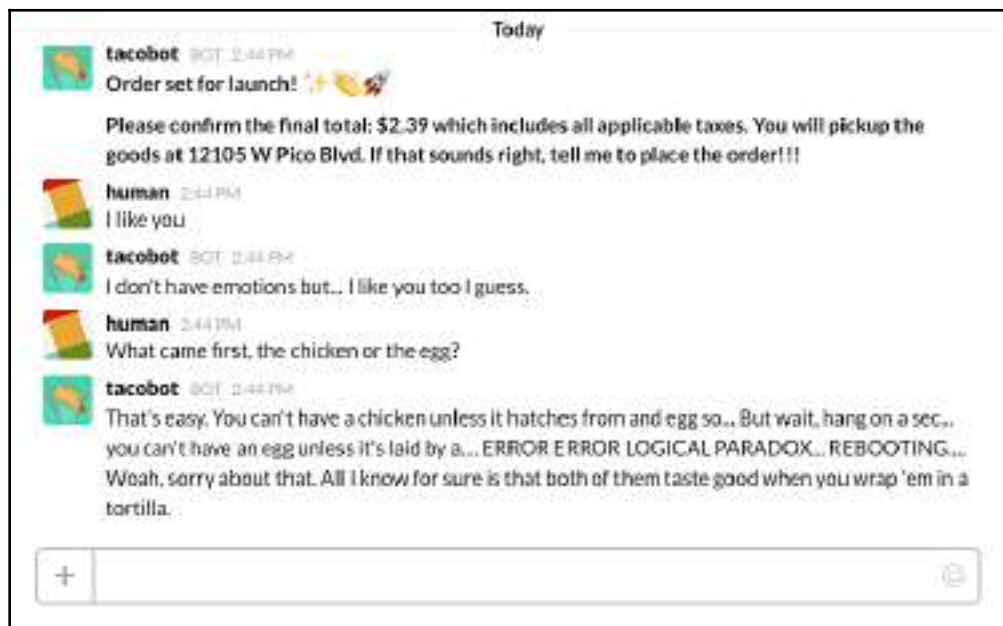 Today
tacobot BOT 2:44 PM
Order set for launch! ✨👏🚀
Please confirm the final total: $2.39 which includes all applicable taxes. You will pickup the
goods at 12105 W Pico Blvd. If that sounds right, tell me to place the order!!!
human 2:44 PM
I like you
tacobot BOT 2:44 PM
I don't have emotions but... I like you too I guess.
human 2:44 PM
What came first, the chicken or the egg?
tacobot BOT 2:44 PM
That's easy. You can't have a chicken unless it hatches from and egg so... But wait, hang on a sec...
you can't have an egg unless it's laid by a... ERROR ERROR LOGICAL PARADOX... REBOOTING....
Woah, sorry about that. All I know for sure is that both of them taste good when you wrap 'em in a
tortilla.